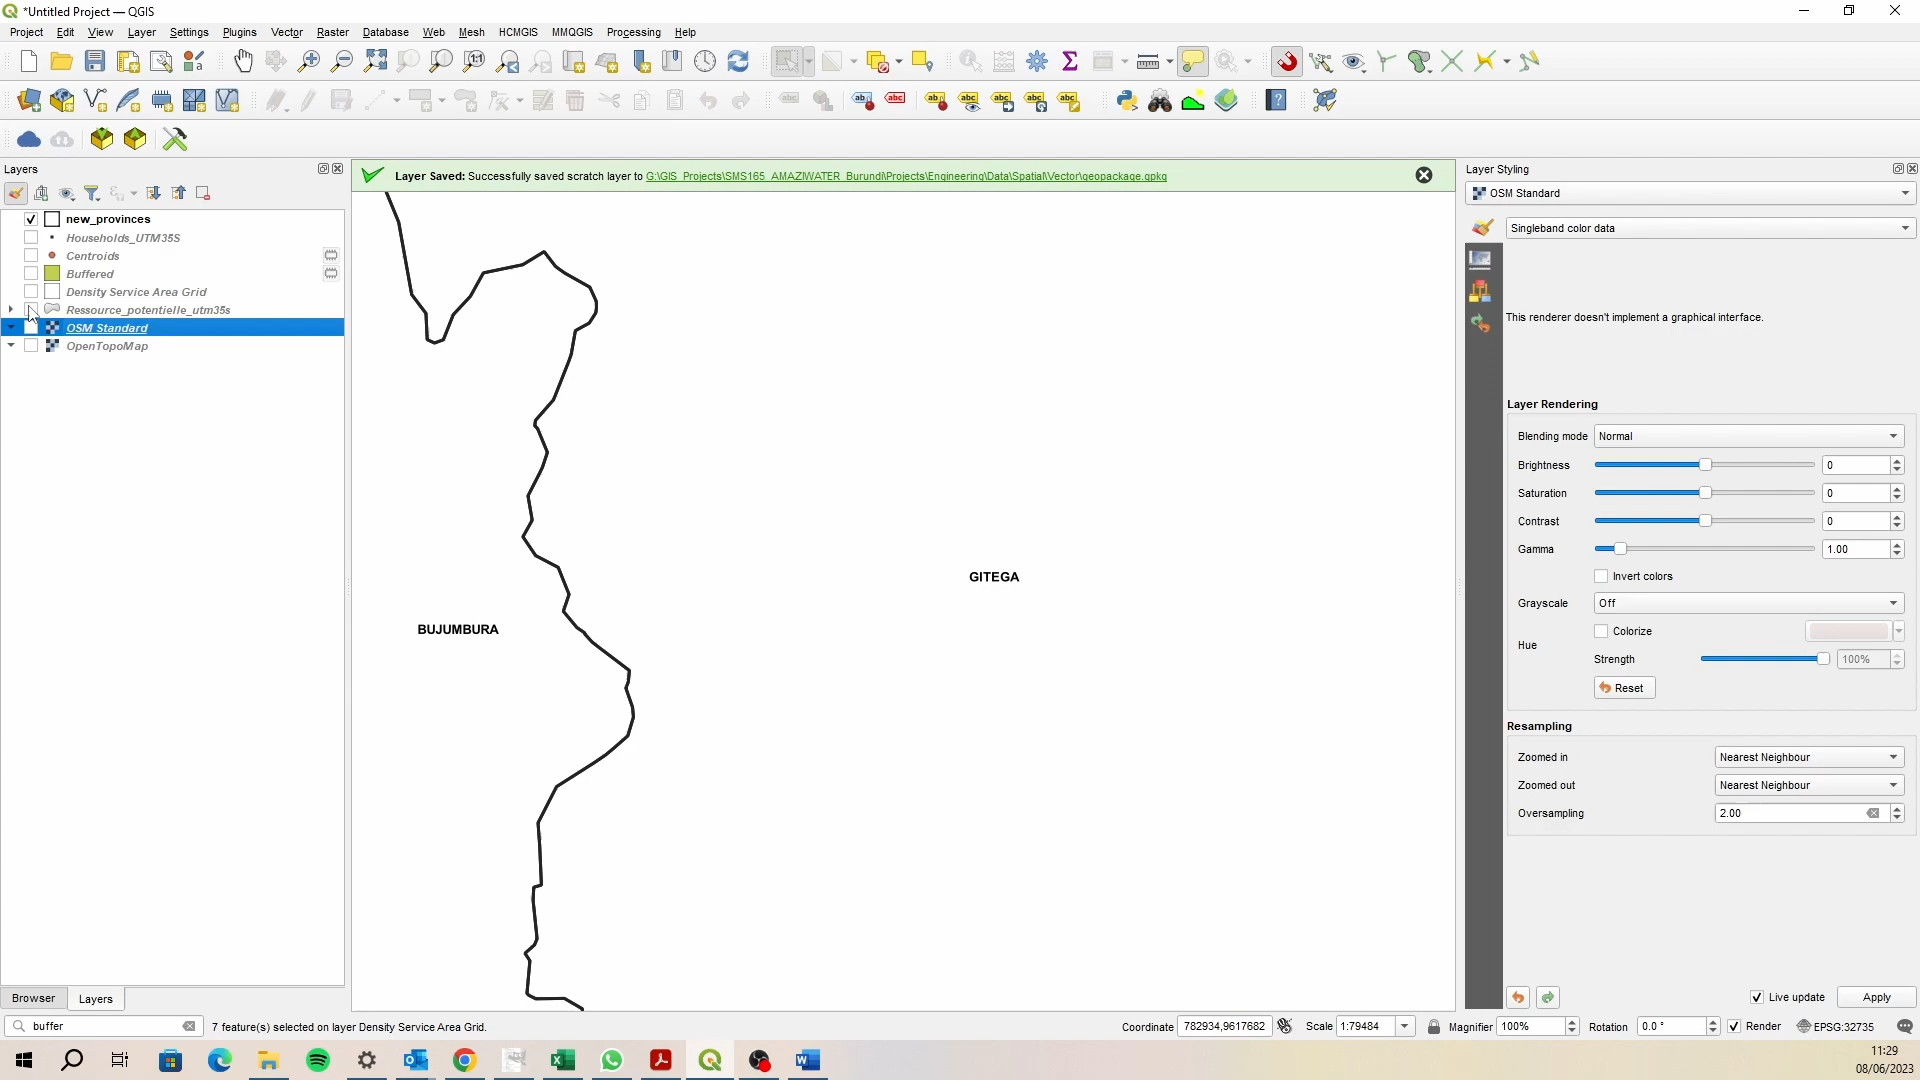 *Untitled Project — QGIS
Project Edit View Layer Settings Plugins Vector Raster Database Web Mesh HCMGIS MMQGIS Processing Help
Layers
Layer Saved: Successfully saved scratch layer to G:\GIS_Projects\SMS165_AMAZIWATER_Burundi\Projects\Engineering\Data\Spatial\Vector\geopackage.gpkg
Layer Styling
OSM Standard
new_provinces
Households_UTM35S
Centroids
Buffered
Density Service Area Grid
Ressource_potentielle_utm35s
OSM Standard
OpenTopoMap
GITEGA
BUJUMBURA
Singleband color data
This renderer doesn't implement a graphical interface.
Layer Rendering
Blending mode Normal
Brightness 0
Saturation 0
Contrast 0
Gamma 1.00
Invert colors
Grayscale Off
Hue
Colorize
Strength 100%
Reset
Resampling
Zoomed in Nearest Neighbour
Zoomed out Nearest Neighbour
Oversampling 2.00
Live update Apply
Browser Layers
buffer
7 feature(s) selected on layer Density Service Area Grid.
Coordinate 782934,9617682 Scale 1:79484 Magnifier 100% Rotation 0.0 ° Render EPSG:32735
11:29
08/06/2023